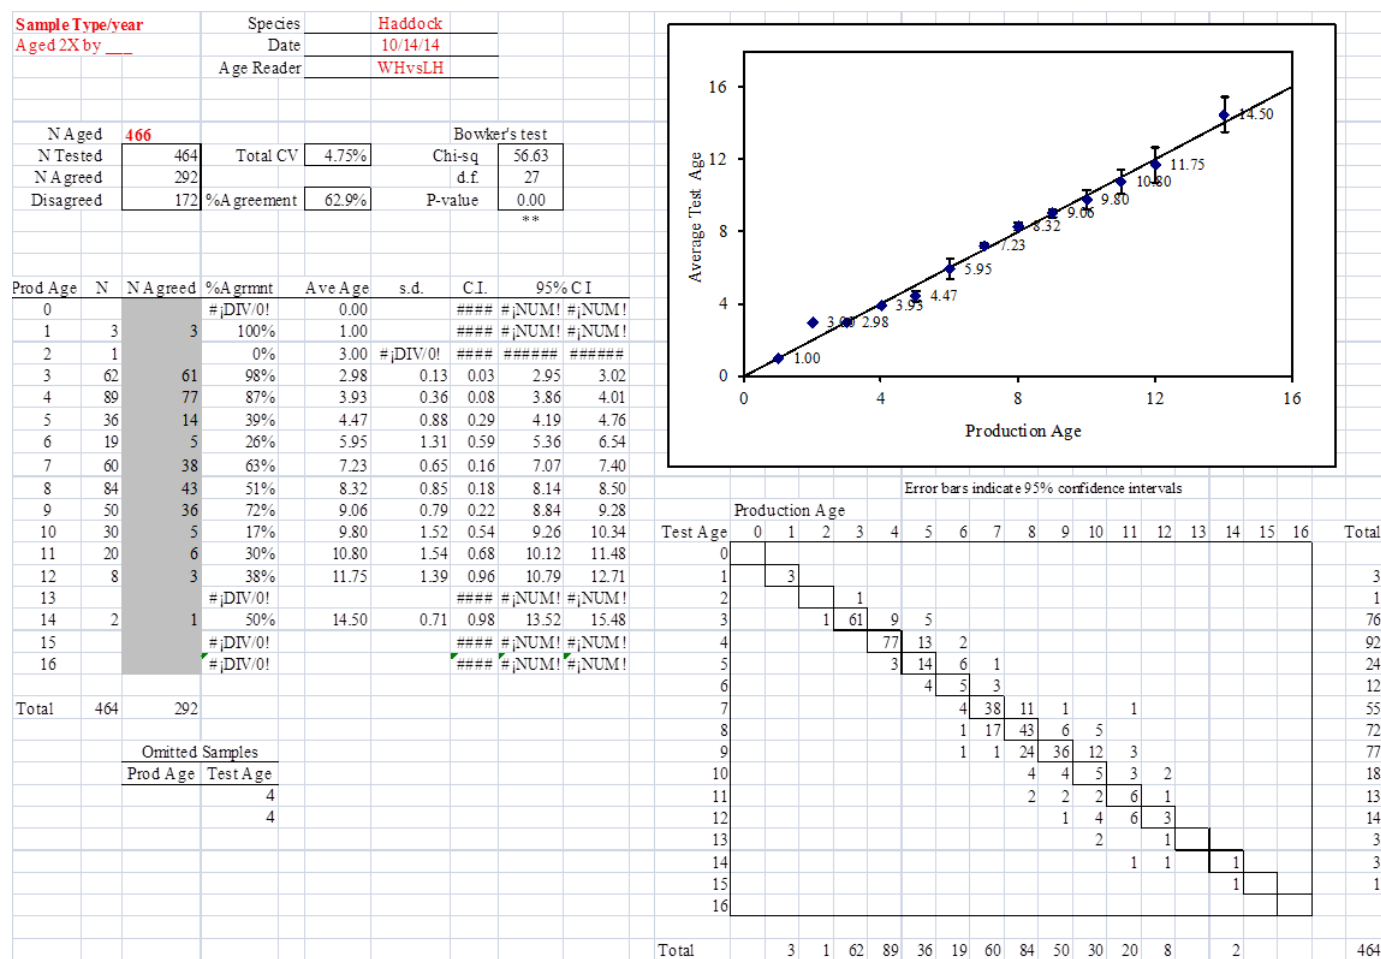 Sample Type/year Species Haddock
Aged 2X by ___ Date 10/14/14
Age Reader WHvsLH
N Aged 466 Bowker's test
N Tested 464 Total CV 4.75% Chi-sq 56.63
N Agreed 292 d.f. 27
Disagreed 172 %Agreement 62.9% P-value 0.00
**
Prod Age N N Agreed %Agrmnt Ave Age s.d. C.I. 95% CI
0 #¡DIV/0! 0.00 #### #¡NUM! #¡NUM!
1 3 3 100% 1.00 #### #¡NUM! #¡NUM!
2 1 0% 3.00 #¡DIV/0! #### ###### ######
3 62 61 98% 2.98 0.13 0.03 2.95 3.02
4 89 77 87% 3.93 0.36 0.08 3.86 4.01
5 36 14 39% 4.47 0.88 0.29 4.19 4.76
6 19 5 26% 5.95 1.31 0.59 5.36 6.54
7 60 38 63% 7.23 0.65 0.16 7.07 7.40
8 84 43 51% 8.32 0.85 0.18 8.14 8.50
9 50 36 72% 9.06 0.79 0.22 8.84 9.28
10 30 5 17% 9.80 1.52 0.54 9.26 10.34
11 20 6 30% 10.80 1.54 0.68 10.12 11.48
12 8 3 38% 11.75 1.39 0.96 10.79 12.71
13 #¡DIV/0! #### #¡NUM! #¡NUM!
14 2 1 50% 14.50 0.71 0.98 13.52 15.48
15 #¡DIV/0! #### #¡NUM! #¡NUM!
16 #¡DIV/0! #### #¡NUM! #¡NUM!
Total 464 292
Omitted Samples
Prod Age Test Age
4
4
Average Test Age
16
12
8
4
0
14.50
11.75
10.80
9.80
9.06
8.32
7.23
5.95
4.47
3.93
3.00 2.98
1.00
0 4 8 12 16
Production Age
Error bars indicate 95% confidence intervals
Production Age
Test Age 0 1 2 3 4 5 6 7 8 9 10 11 12 14 15 16 Total
0
1 3 3
2 1 1
3 1 61 9 5 76
4 77 13 2 92
5 3 14 6 1 24
6 4 5 3 12
7 4 38 11 1 1 55
8 1 17 43 6 5 72
9 1 1 24 36 12 3 77
10 4 4 5 3 2 18
11 2 2 2 6 1 13
12 1 4 6 3 14
13 2 1 3
14 1 1 1 3
15 1 1
16
Total 3 1 62 89 36 19 60 84 50 30 20 8 2 464